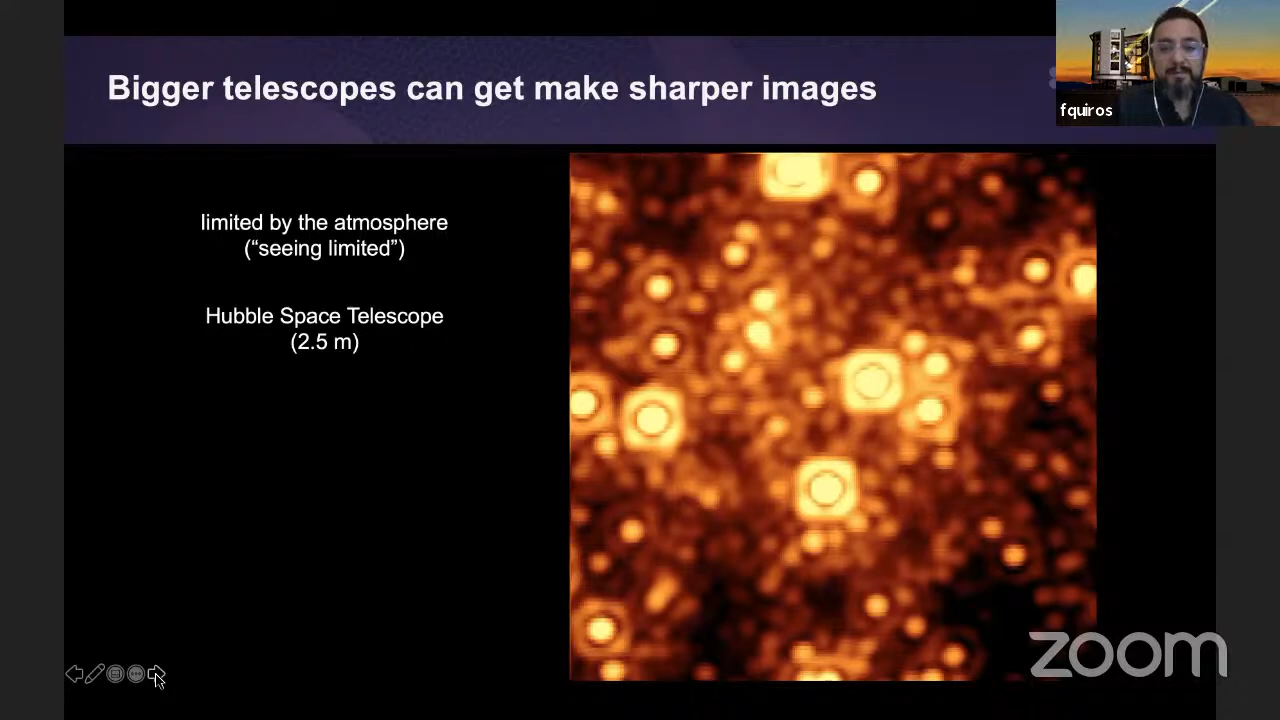 Bigger telescopes can get make sharper images
fquiros
limited by the atmosphere
(“seeing limited”)
Hubble Space Telescope
(2.5 m)
zoom